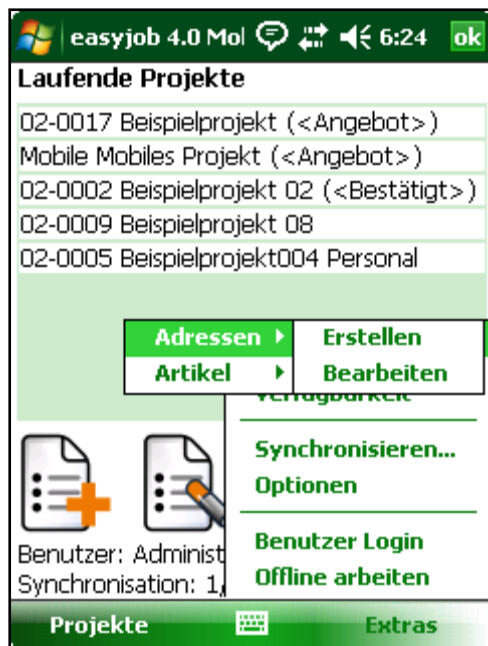 easyjob 4.0 Mol 6:24 ok
Laufende Projekte
02-0017 Beispielprojekt (<Angebot>)
Mobile Mobiles Projekt (<Angebot>)
02-0002 Beispielprojekt 02 (<Bestätigt>)
02-0009 Beispielprojekt 08
02-0005 Beispielprojekt004 Personal
Adressen Erstellen
Artikel Bearbeiten
Verfügbarkeit
Synchronisieren...
Optionen
Benutzer Login
Offline arbeiten
Benutzer: Administ
Synchronisation: 1,
Projekte Extras